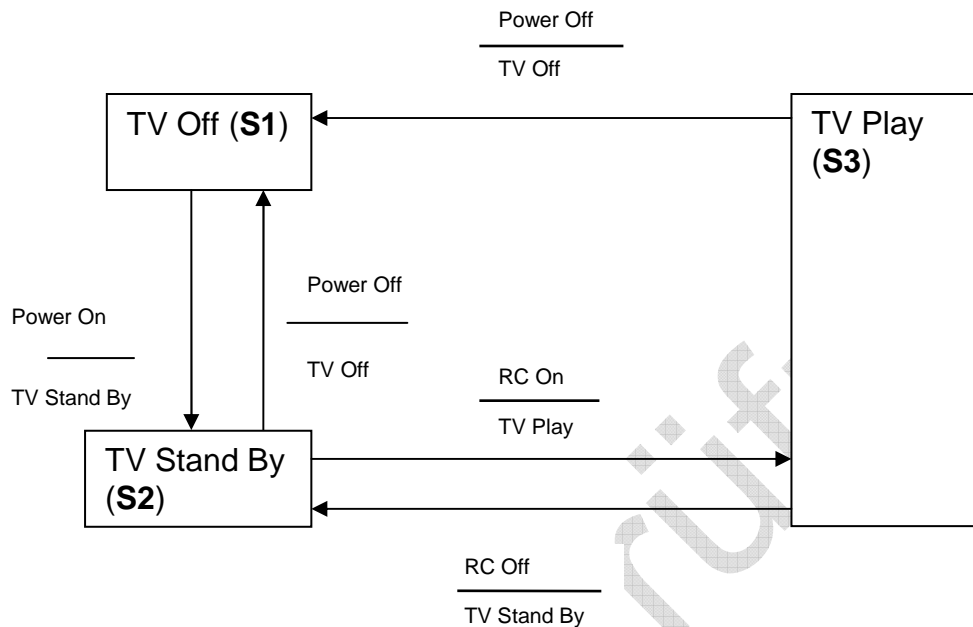 Power Off
TV Off
TV Off (S1)
TV Play
(S3)
Power Off
Power On
TV Off
TV Stand By
RC On
TV Play
TV Stand By
(S2)
RC Off
TV Stand By